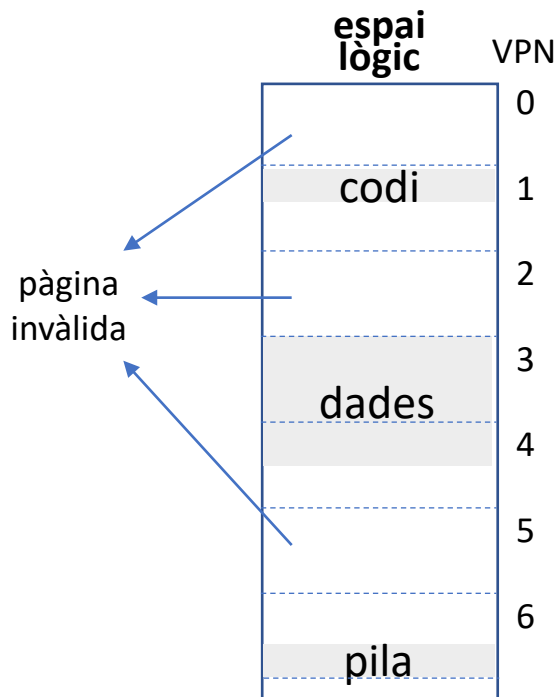 espai
lògic
VPN
0
codi
1
pàgina
invàlida
2
3
dades
4
5
6
pila